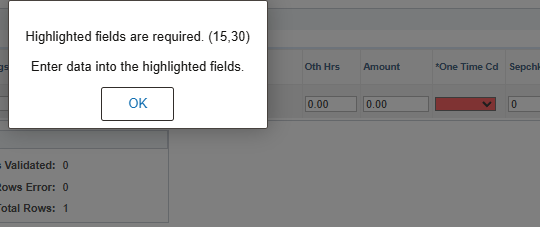 Highlighted fields are required. (15,30)
Enter data into the highlighted fields.
OK
Oth Hrs Amount *One Time Cd
0.00 0.00 0
Validated: 0
Rows Error: 0
Total Rows: 1